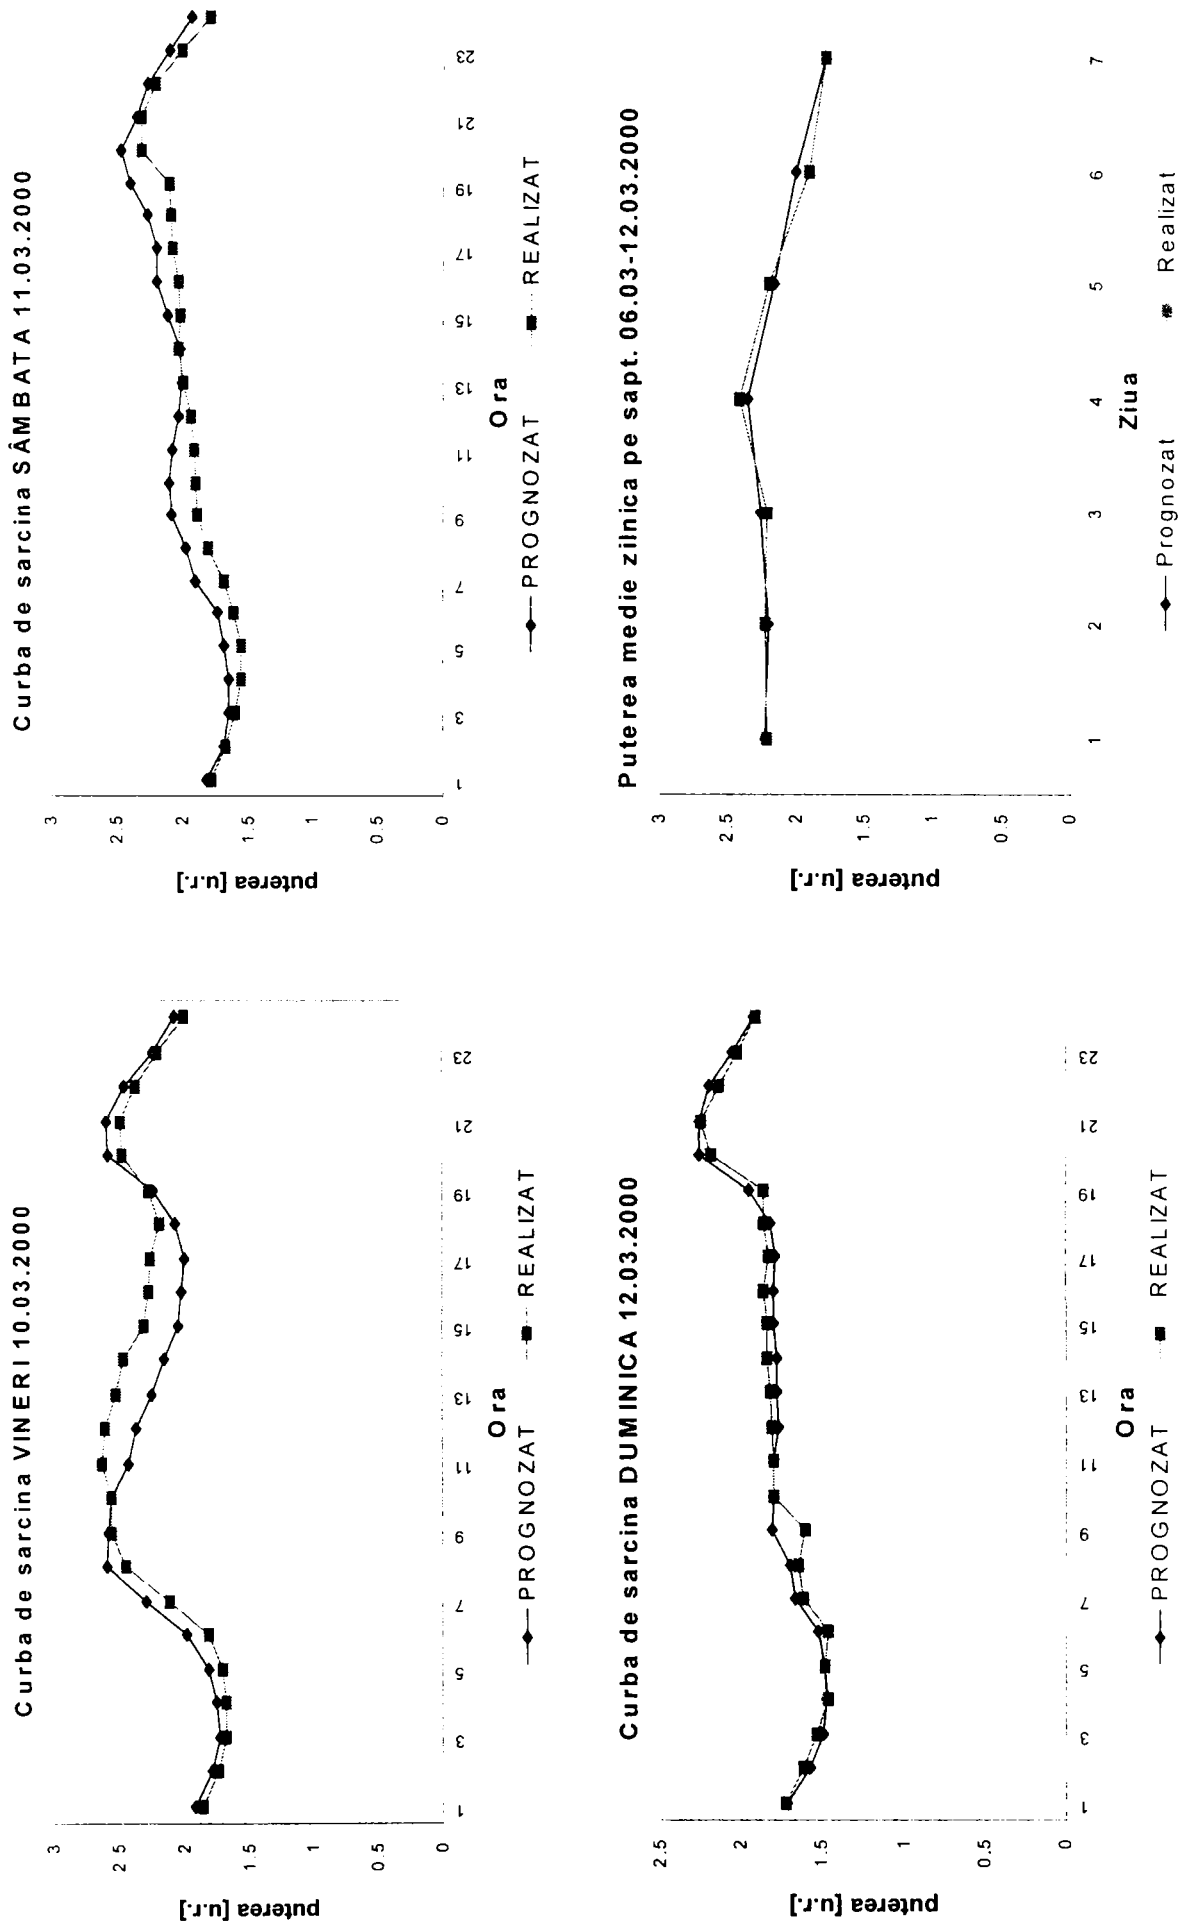 Curba de sarcina VINERI 10.03.2000
puterea [u.r.]
3
2 5
2
1.5
1
0.5
0
1 3 5 7 9 11 13 15 17 19 21 23
Ora
PROGNOZAT REALIZAT
Curba de sarcina SÂMBATA 11.03.2000
puterea [u.r.]
3
2.5
2
1.5
1
0.5
0
1 3 5 7 9 11 13 15 17 19 21 23
Ora
PROGNOZAT REALIZAT
Curba de sarcina DUMINICA 12.03.2000
puterea [u.r.]
2.5
2
1.5
1
0.5
0
1 3 5 7 9 11 13 15 17 19 21 23
Ora
PROGNOZAT REALIZAT
Puterea medie zilnica pe sapt. 06.03-12.03.2000
puterea [u.r.]
3
2.5
2
1.5
1
0.5
0
1 2 3 4 5 6 7
Ziua
Prognozat Realizat